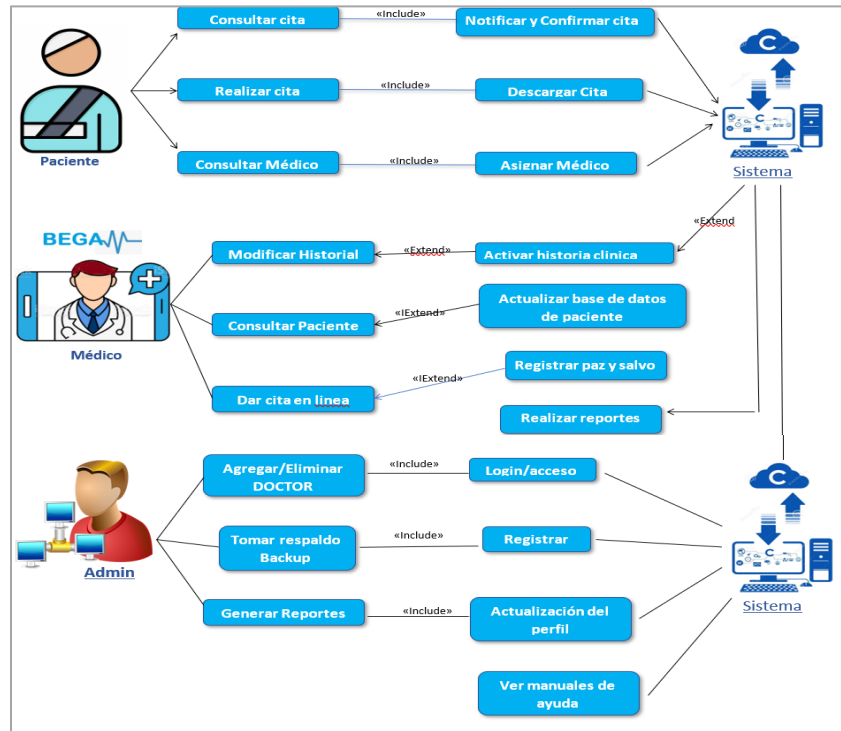 Consultar cita
«Include»
Notificar y Confirmar cita
C
Realizar cita
«Include»
Descargar Cita
C
Paciente
Consultar Médico
«Include»
Asignar Médico
Sistema
«Extend
BEGA
Modificar Historial
«Extend»
Activar historia clinica
Consultar Paciente
«IExtend»
Actualizar base de datos
de paciente
Médico
Dar cita en linea
«IExtend»
Registrar paz y salvo
Realizar reportes
Agregar/Eliminar
DOCTOR
«Include»
Login/acceso
C
Tomar respaldo
Backup
«Include»
Registrar
C
Admin
Sistema
Generar Reportes
«Include»
Actualización del
perfil
Ver manuales de
ayuda